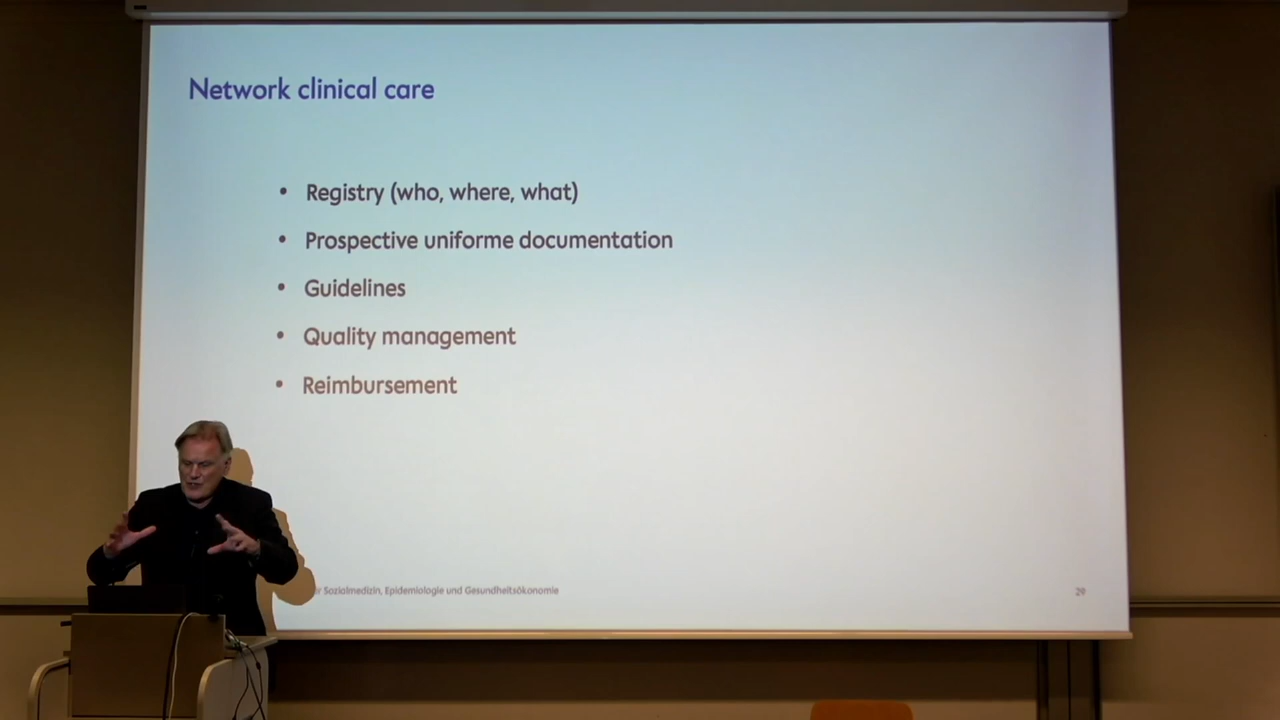 Network clinical care
• Registry (who, where, what)
• Prospective uniforme documentation
• Guidelines
• Quality management
• Reimbursement
Sozialmedizin, Epidemiologie und Gesundheitsökonomie
29